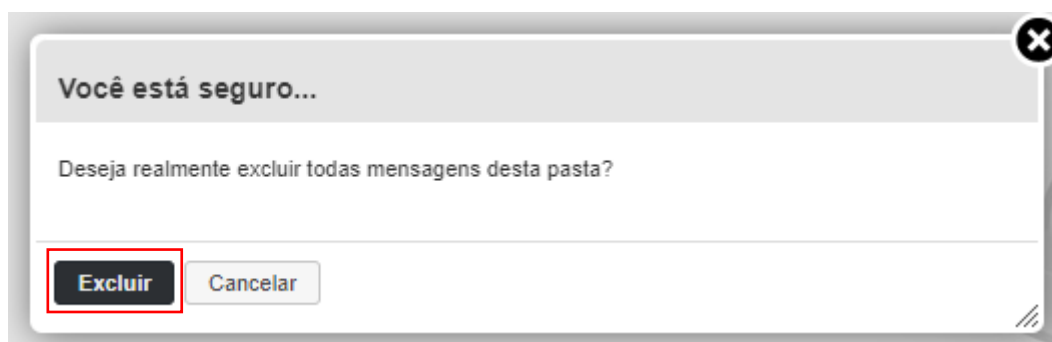 Você está seguro...
Deseja realmente excluir todas mensagens desta pasta?
Excluir Cancelar